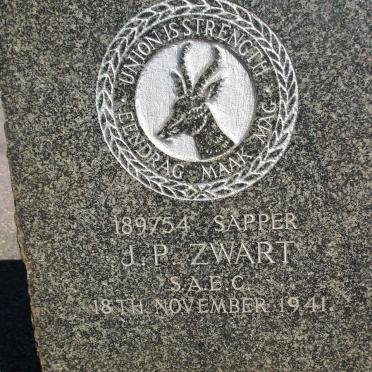 UNION IS STRENGTH
EENDRAG MAAK MAG
189754 SAPPER
J. P. ZWART
S.A.E.C.
18TH NOVEMBER 1941.